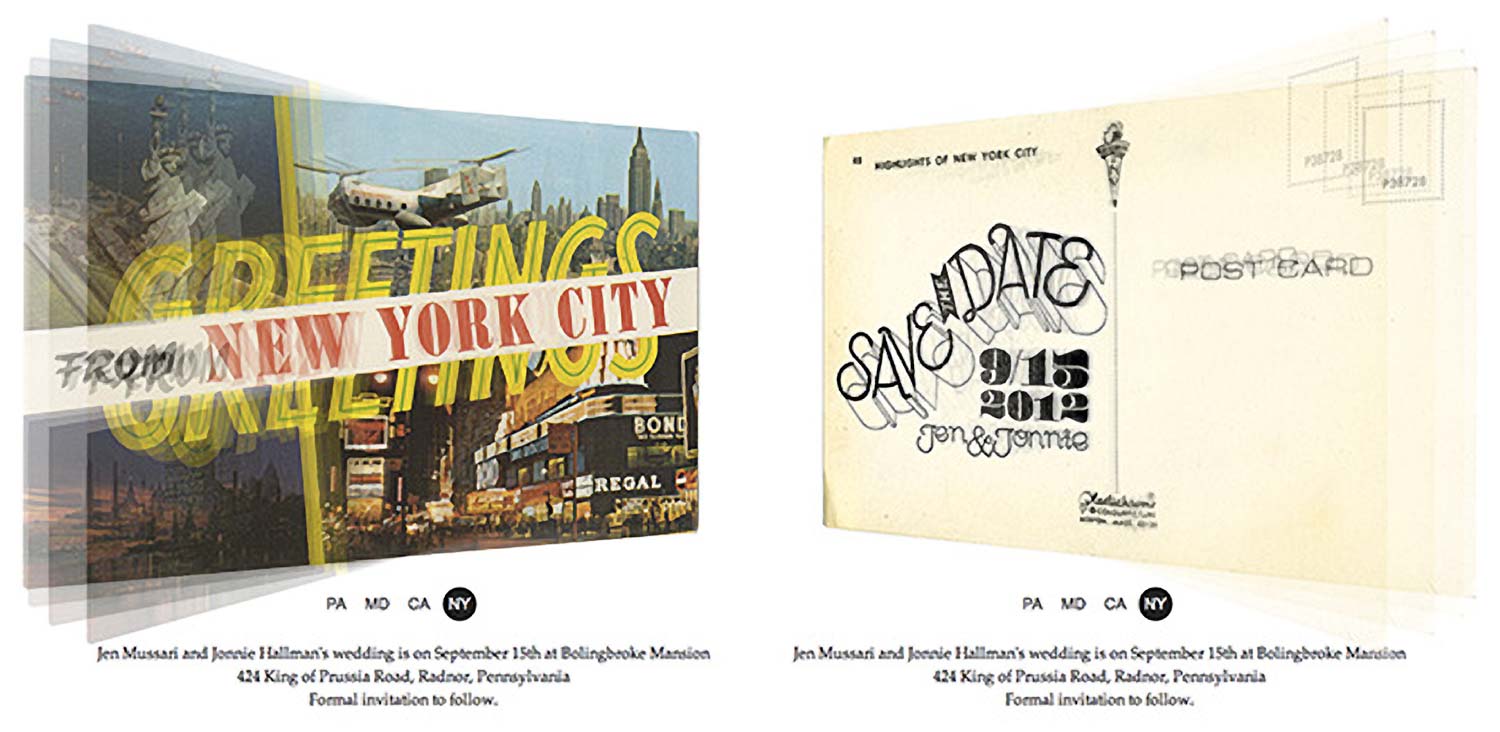 GREETINGS
FROM NEW YORK CITY
BOND
REGAL
PA MD CA NY
Jen Mussari and Jonnie Hallman's wedding is on September 15th at Bolingbroke Mansion
424 King of Prussia Road, Radnor, Pennsylvania
Formal invitation to follow.
HIGHLIGHTS OF NEW YORK CITY
P38728
P38728
P38728
POST CARD
SAVE THE DATE
9/15
2012
Jen & Jonnie
PA MD CA NY
Jen Mussari and Jonnie Hallman's wedding is on September 15th at Bolingbroke Mansion
424 King of Prussia Road, Radnor, Pennsylvania
Formal invitation to follow.